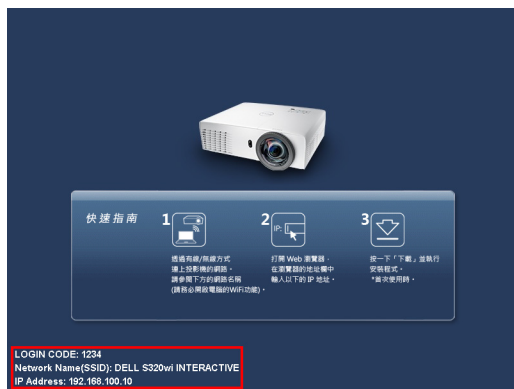 快速指南
1
透過有線/無線方式
連上投影機的網路。
請參閱下方的網路名稱
(請務必開啟電腦的WiFi功能)。
2
IP:
打開 Web 瀏覽器，
在瀏覽器的地址欄中
輸入以下的 IP 地址。
3
按一下「下載」並執行
安裝程式。
*首次使用時。
LOGIN CODE: 1234
Network Name(SSID): DELL S320wi INTERACTIVE
IP Address: 192.168.100.10